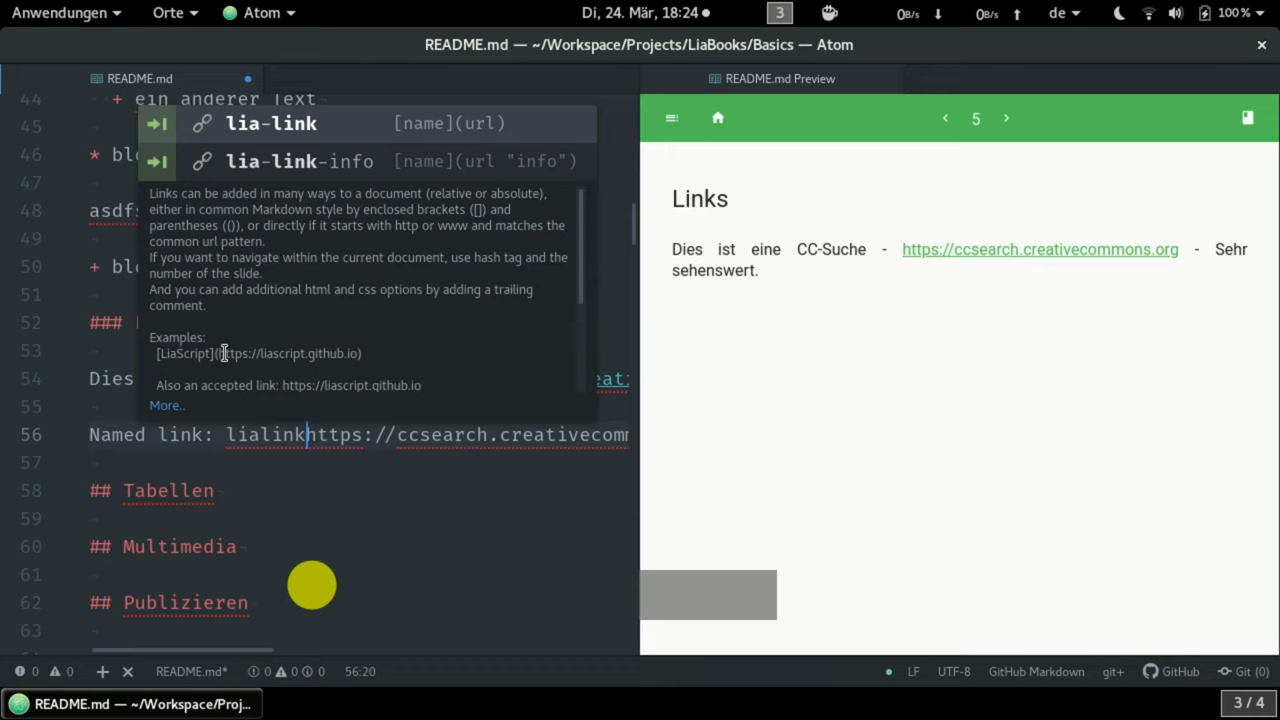 Anwendungen Orte Atom Di, 24. Mär, 18:24 3 0B/s 0B/s de 100%
README.md — ~/Workspace/Projects/LiaBooks/Basics — Atom
README.md
README.md Preview
44 + ein anderer Text
45
46 * blo
47
48 asdfs
49
50 + blo
51
52 ###
53
54 Dies eati
55
56 Named link: lialinkhttps://ccsearch.creativecomm
57
58 ## Tabellen
59
60 ## Multimedia
61
62 ## Publizieren
63
lia-link [name](url)
lia-link-info [name](url "info")
Links can be added in many ways to a document (relative or absolute),
either in common Markdown style by enclosed brackets ([]) and
parentheses (()), or directly if it starts with http or www and matches the
common url pattern.
If you want to navigate within the current document, use hash tag and the
number of the slide.
And you can add additional html and css options by adding a trailing
comment.
Examples:
[LiaScript](https://liascript.github.io)
Also an accepted link: https://liascript.github.io
More..
5
Links
Dies ist eine CC-Suche - https://ccsearch.creativecommons.org - Sehr
sehenswert.
0 0 README.md* 0 0 0 56:20 LF UTF-8 GitHub Markdown git+ GitHub Git (0)
README.md — ~/Workspace/Proj... 3 / 4